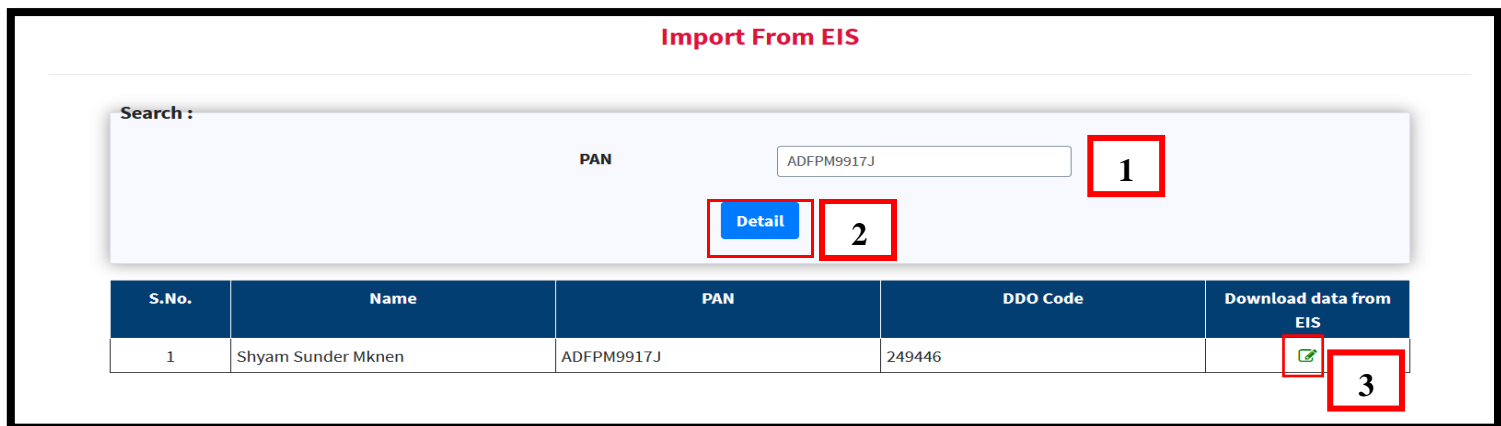 Import From EIS
Search :
PAN ADFPM9917J 1
Detail 2
S.No. Name PAN DDO Code Download data from EIS
1 Shyam Sunder Mknen ADFPM9917J 249446
3